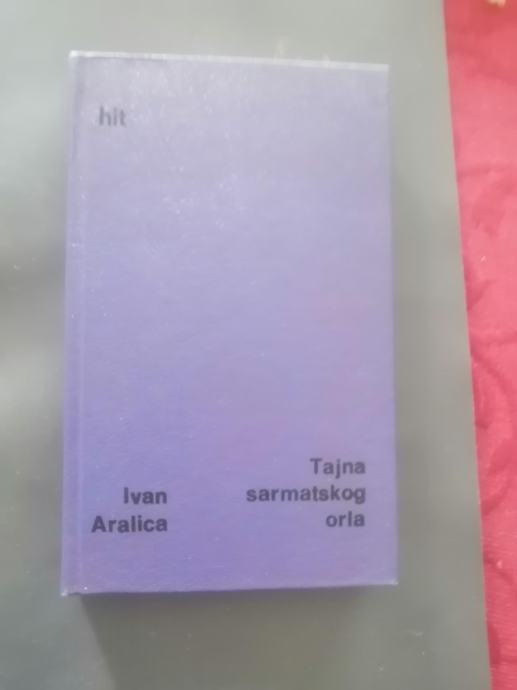 hit
Ivan
Aralica
Tajna
sarmatskog
orla